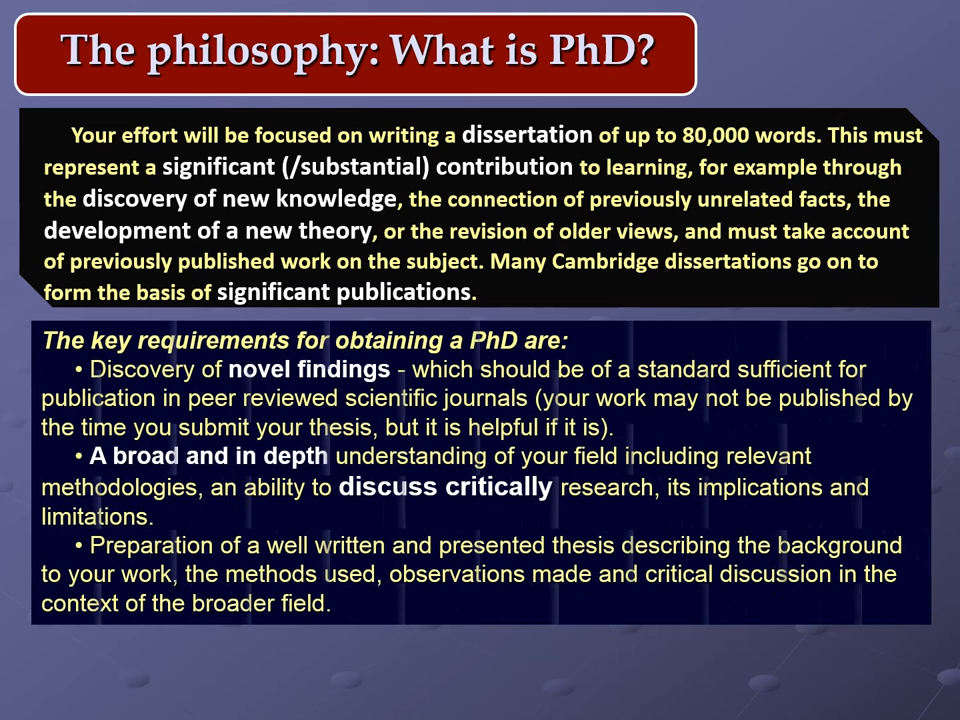 The philosophy: What is PhD?
Your effort will be focused on writing a dissertation of up to 80,000 words. This must
represent a significant (/substantial) contribution to learning, for example through
the discovery of new knowledge, the connection of previously unrelated facts, the
development of a new theory, or the revision of older views, and must take account
of previously published work on the subject. Many Cambridge dissertations go on to
form the basis of significant publications.
The key requirements for obtaining a PhD are:
• Discovery of novel findings - which should be of a standard sufficient for
publication in peer reviewed scientific journals (your work may not be published by
the time you submit your thesis, but it is helpful if it is).
• A broad and in depth understanding of your field including relevant
methodologies, an ability to discuss critically research, its implications and
limitations.
• Preparation of a well written and presented thesis describing the background
to your work, the methods used, observations made and critical discussion in the
context of the broader field.